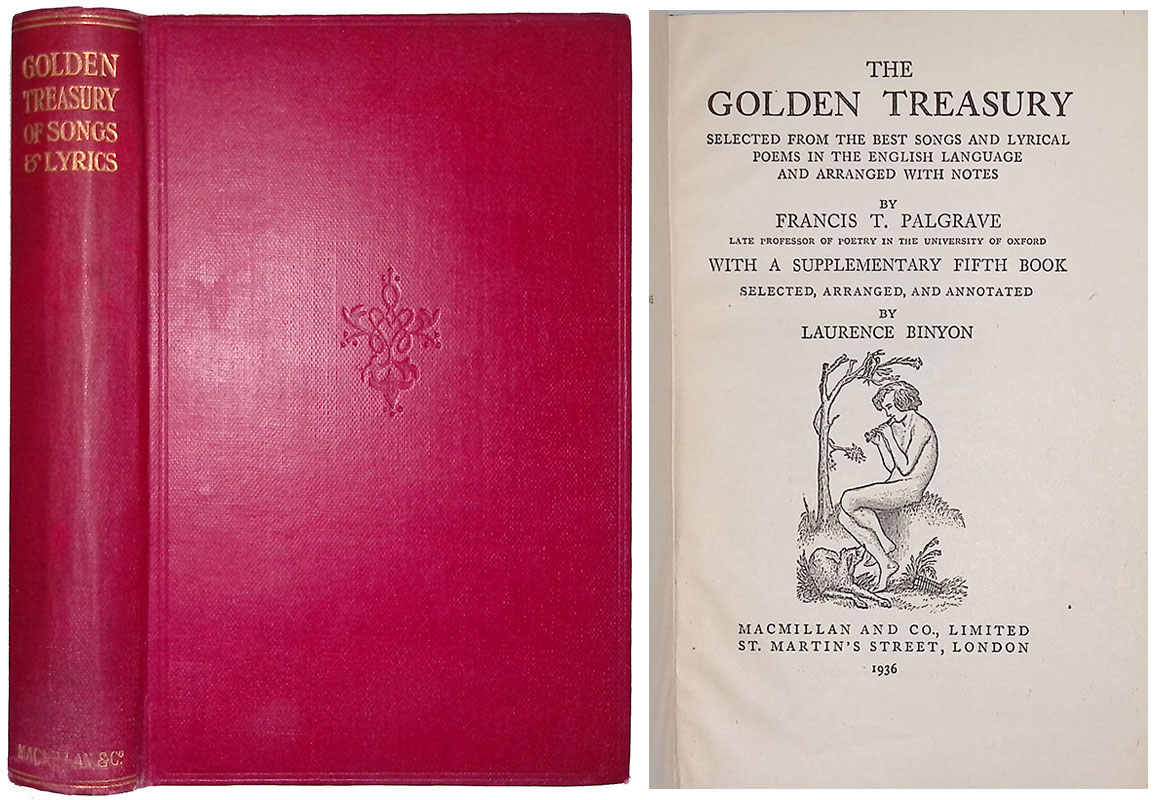 GOLDEN
TREASURY
OF SONGS
& LYRICS
MACMILLAN & Co
THE
GOLDEN TREASURY
SELECTED FROM THE BEST SONGS AND LYRICAL
POEMS IN THE ENGLISH LANGUAGE
AND ARRANGED WITH NOTES
BY
FRANCIS T. PALGRAVE
LATE PROFESSOR OF POETRY IN THE UNIVERSITY OF OXFORD
WITH A SUPPLEMENTARY FIFTH BOOK
SELECTED, ARRANGED, AND ANNOTATED
BY
LAURENCE BINYON
MACMILLAN AND CO., LIMITED
ST. MARTIN'S STREET, LONDON
1936